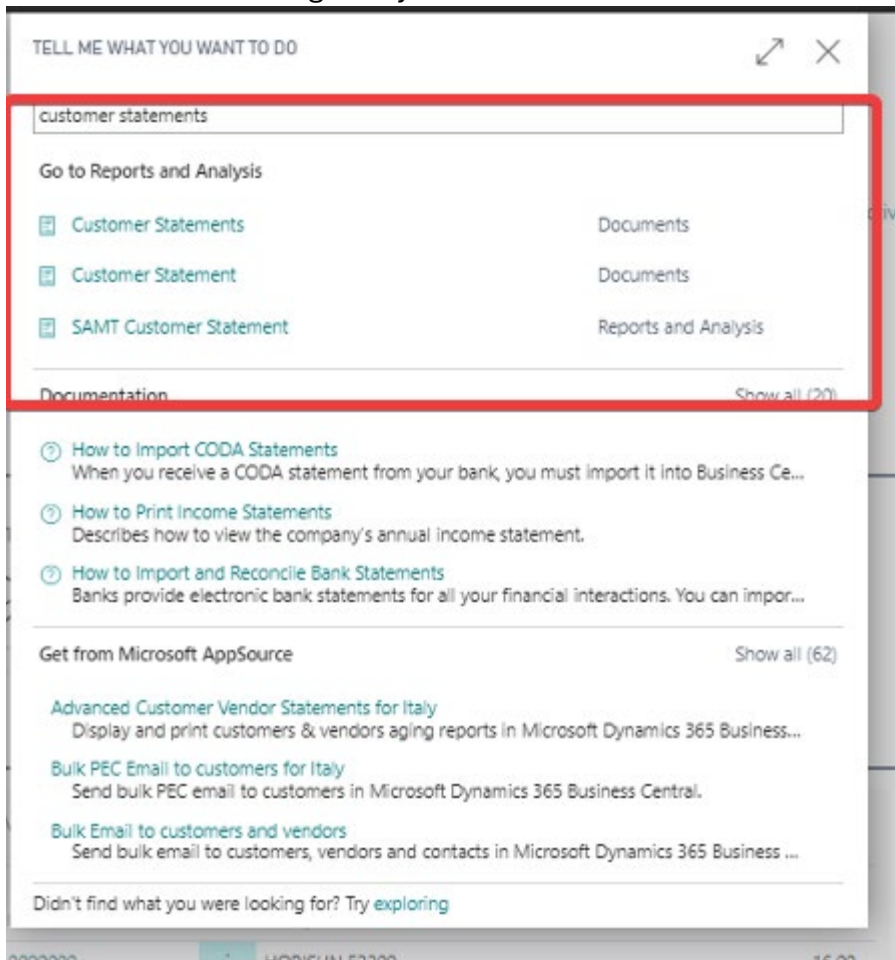 TELL ME WHAT YOU WANT TO DO
customer statements
Go to Reports and Analysis
Customer Statements Documents
Customer Statement Documents
SAMT Customer Statement Reports and Analysis
Documentation Show all (20)
How to Import CODA Statements
When you receive a CODA statement from your bank, you must import it into Business Ce...
How to Print Income Statements
Describes how to view the company's annual income statement.
How to Import and Reconcile Bank Statements
Banks provide electronic bank statements for all your financial interactions. You can impor...
Get from Microsoft AppSource Show all (62)
Advanced Customer Vendor Statements for Italy
Display and print customers & vendors aging reports in Microsoft Dynamics 365 Business...
Bulk PEC Email to customers for Italy
Send bulk PEC email to customers in Microsoft Dynamics 365 Business Central.
Bulk Email to customers and vendors
Send bulk email to customers, vendors and contacts in Microsoft Dynamics 365 Business ...
Didn't find what you were looking for? Try exploring